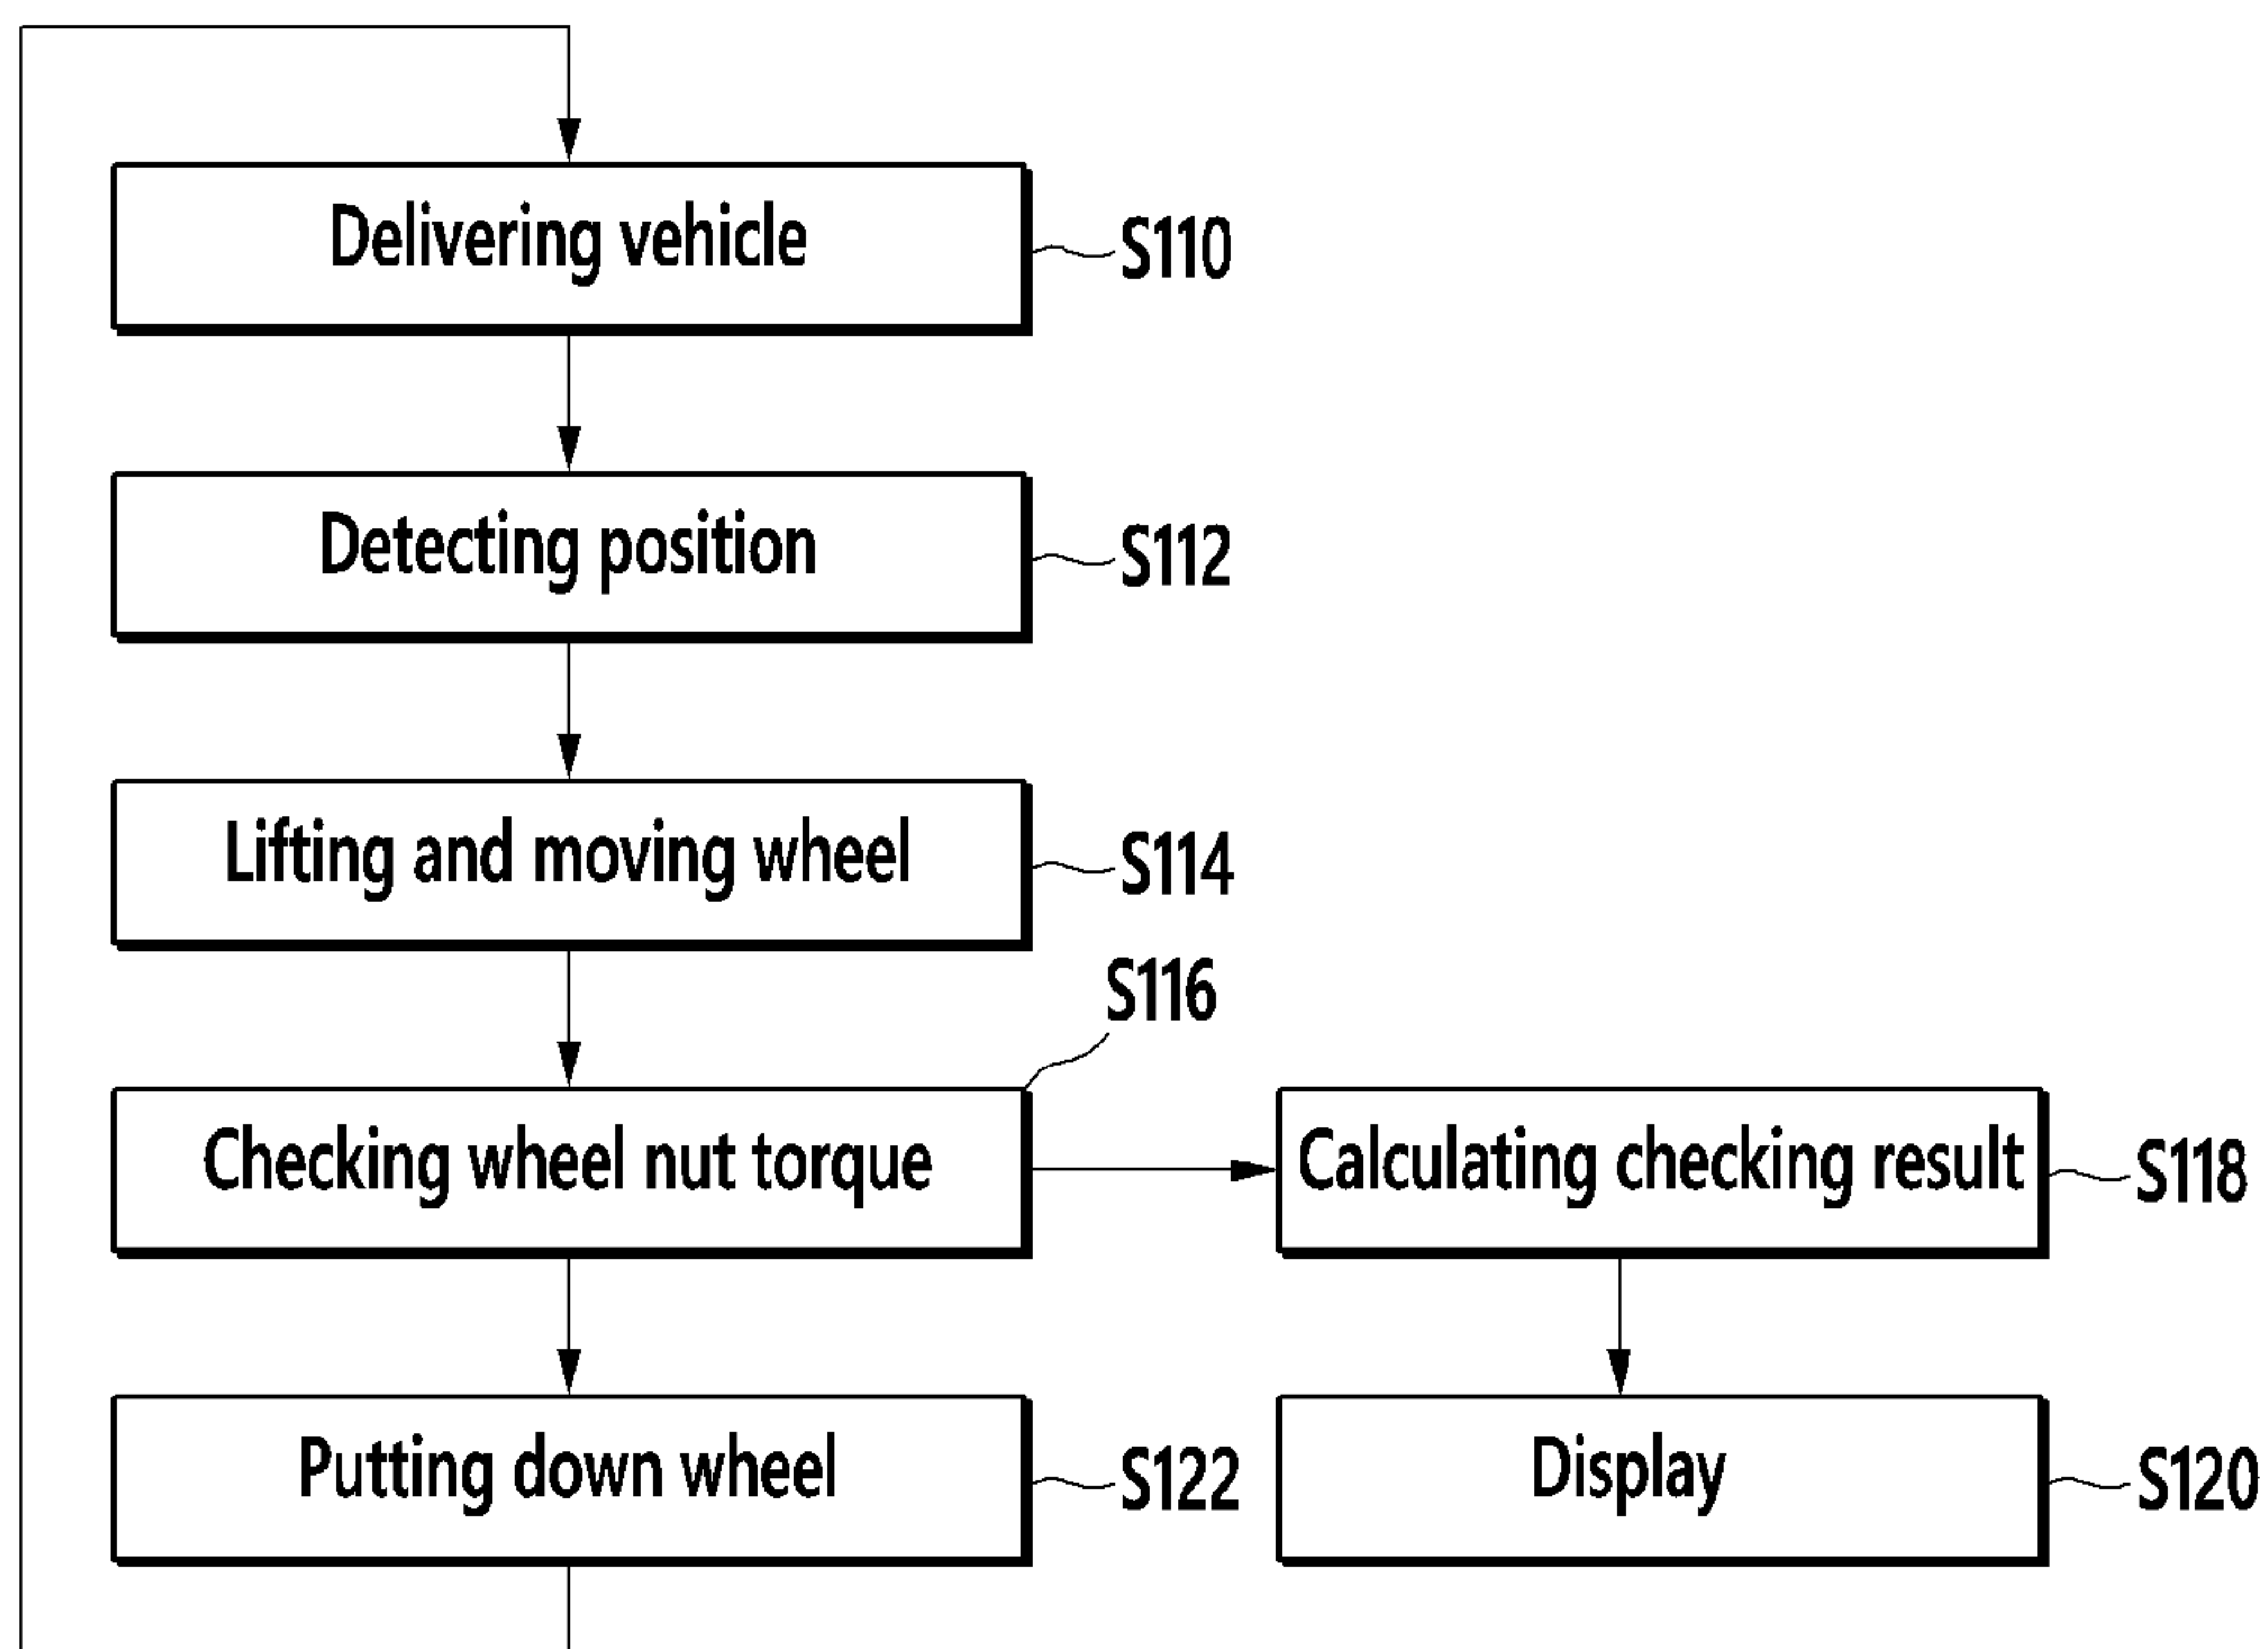 Delivering vehicle
S110
Detecting position
S112
Lifting and moving wheel
S114
S116
Checking wheel nut torque
Calculating checking result
S118
Putting down wheel
S122
Display
S120